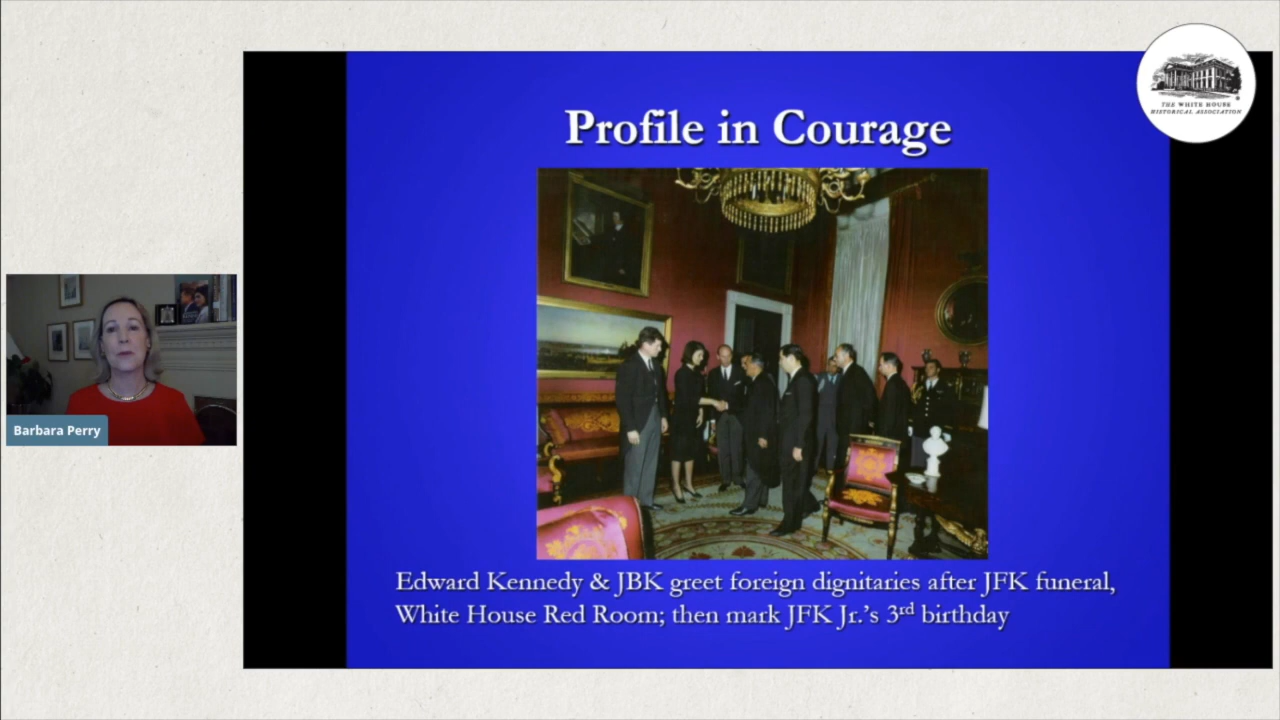 THE WHITE HOUSE
HISTORICAL ASSOCIATION
Profile in Courage
Barbara Perry
Edward Kennedy & JBK greet foreign dignitaries after JFK funeral,
White House Red Room; then mark JFK Jr.'s 3rd birthday